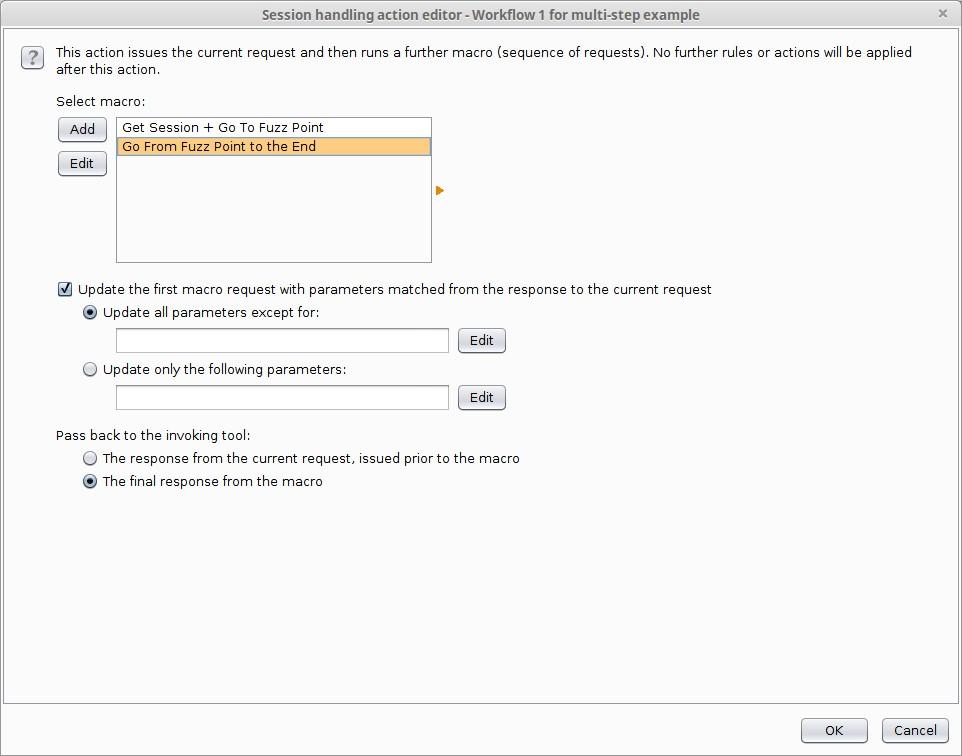 Session handling action editor - Workflow 1 for multi-step example
×
?
This action issues the current request and then runs a further macro (sequence of requests). No further rules or actions will be applied
after this action.
Select macro:
Add
Get Session + Go To Fuzz Point
Go From Fuzz Point to the End
Edit
Update the first macro request with parameters matched from the response to the current request
Update all parameters except for:
Edit
Update only the following parameters:
Edit
Pass back to the invoking tool:
The response from the current request, issued prior to the macro
The final response from the macro
OK
Cancel